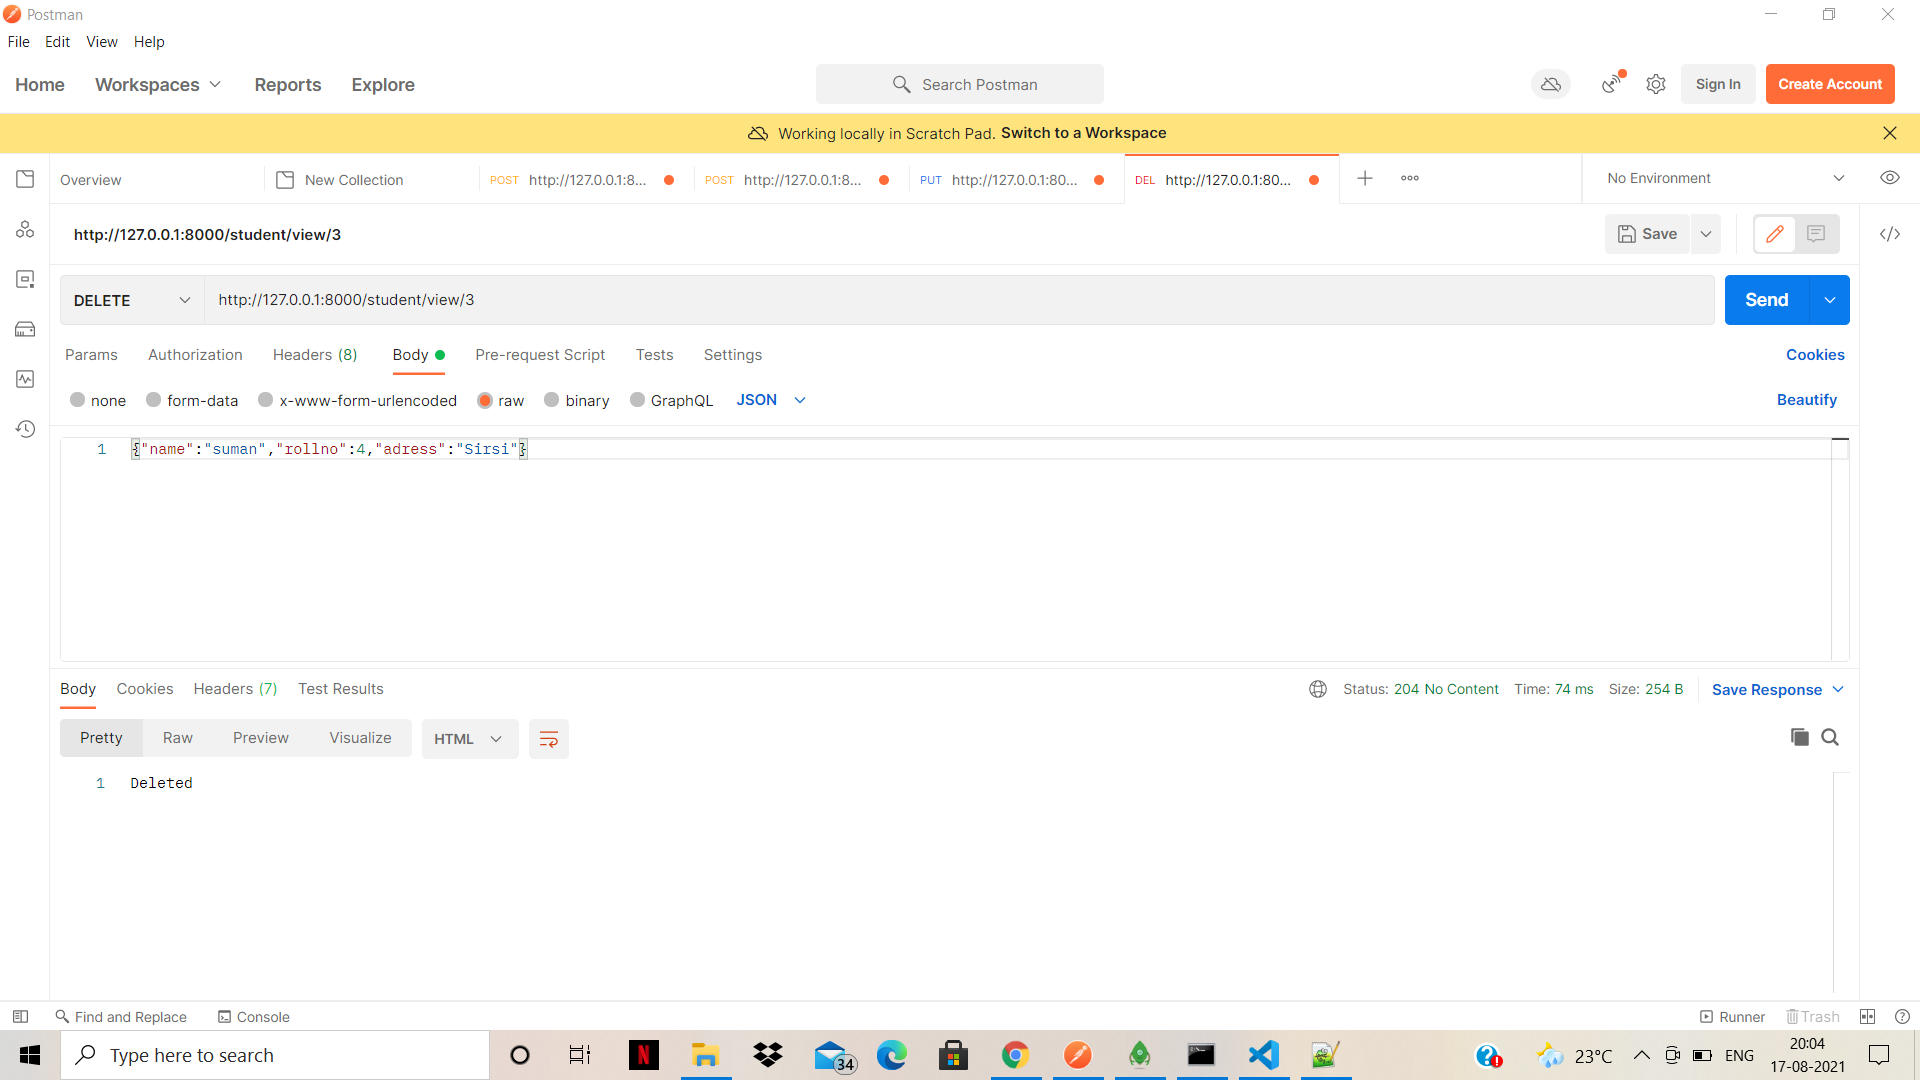 Postman
File Edit View Help
Home Workspaces Reports Explore Search Postman Sign In Create Account
Working locally in Scratch Pad. Switch to a Workspace
Overview New Collection POST http://127.0.0.1:8... POST http://127.0.0.1:8... PUT http://127.0.0.1:80... DEL http://127.0.0.1:80... No Environment
http://127.0.0.1:8000/student/view/3 Save
DELETE http://127.0.0.1:8000/student/view/3 Send
Params Authorization Headers (8) Body Pre-request Script Tests Settings Cookies
none form-data x-www-form-urlencoded raw binary GraphQL JSON Beautify
1 {"name":"suman","rollno":4,"adress":"Sirsi"}
Body Cookies Headers (7) Test Results Status: 204 No Content Time: 74 ms Size: 254 B Save Response
Pretty Raw Preview Visualize HTML
1 Deleted
Find and Replace Console Runner Trash
Type here to search 34 23°C ENG 20:04
17-08-2021